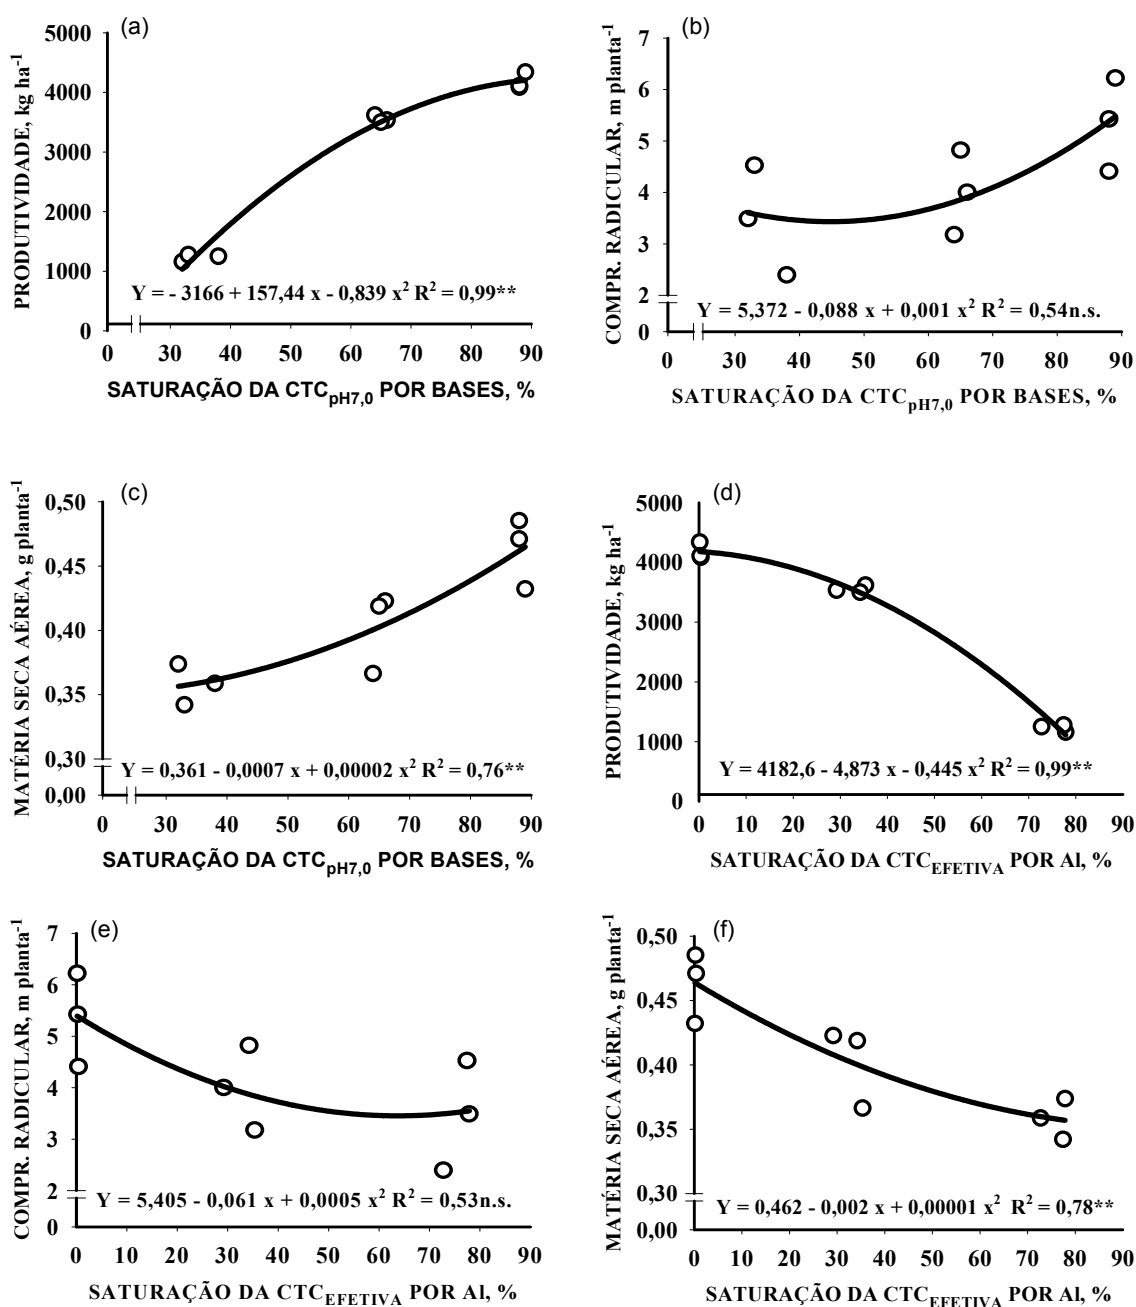 (a)
PRODUTIVIDADE, kg ha-1
5000
4000
3000
2000
1000
0
Y = - 3166 + 157,44 x - 0,839 x2 R2 = 0,99**
0 30 40 50 60 70 80 90
SATURAÇÃO DA CTCpH7,0 POR BASES, %
(b)
COMPR. RADICULAR, m planta-1
7
6
5
4
3
2
0
Y = 5,372 - 0,088 x + 0,001 x2 R2 = 0,54n.s.
0 30 40 50 60 70 80 90
SATURAÇÃO DA CTCpH7,0 POR BASES, %
(c)
MATÉRIA SECA AÉREA, g planta-1
0,50
0,45
0,40
0,35
0,30
0,00
Y = 0,361 - 0,0007 x + 0,00002 x2 R2 = 0,76**
0 30 40 50 60 70 80 90
SATURAÇÃO DA CTCpH7,0 POR BASES, %
(d)
PRODUTIVIDADE, kg ha-1
5000
4000
3000
2000
1000
0
Y = 4182,6 - 4,873 x - 0,445 x2 R2 = 0,99**
0 10 20 30 40 50 60 70 80 90
SATURAÇÃO DA CTCEFETIVA POR Al, %
(e)
COMPR. RADICULAR, m planta-1
7
6
5
4
3
2
0
Y = 5,405 - 0,061 x + 0,0005 x2 R2 = 0,53n.s.
0 10 20 30 40 50 60 70 80 90
SATURAÇÃO DA CTCEFETIVA POR Al, %
(f)
MATÉRIA SECA AÉREA, g planta-1
0,50
0,45
0,40
0,35
0,30
0,00
Y = 0,462 - 0,002 x + 0,00001 x2 R2 = 0,78**
0 10 20 30 40 50 60 70 80 90
SATURAÇÃO DA CTCEFETIVA POR Al, %